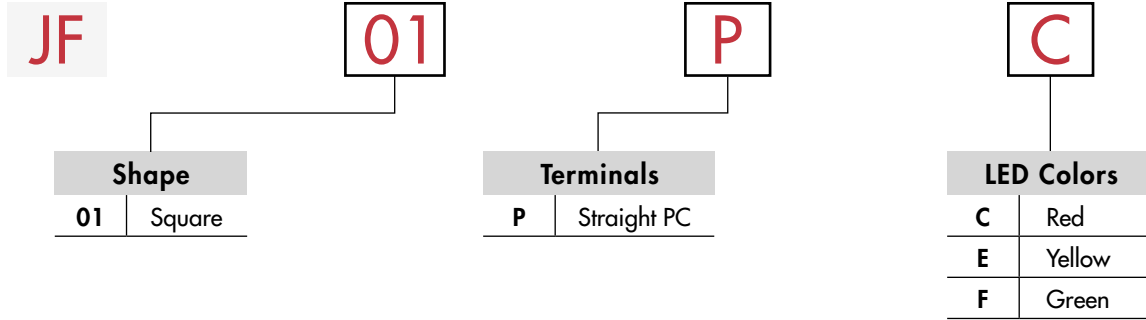 JF 01 P C
Shape Terminals LED Colors
01 Square P Straight PC C Red
E Yellow
F Green